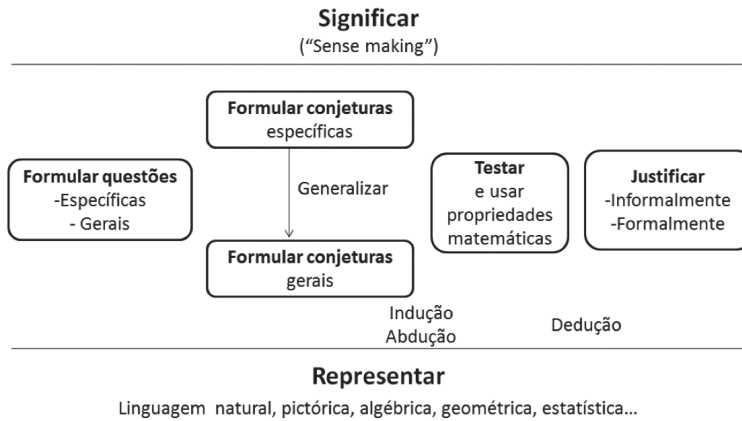 Significar
(“Sense making”)
Formular questões
-Específicas
- Gerais
Formular conjeturas
específicas
Generalizar
Formular conjeturas
gerais
Testar
e usar
propriedades
matemáticas
Justificar
-Informalmente
-Formalmente
Indução
Abdução
Dedução
Representar
Linguagem natural, pictórica, algébrica, geométrica, estatística...